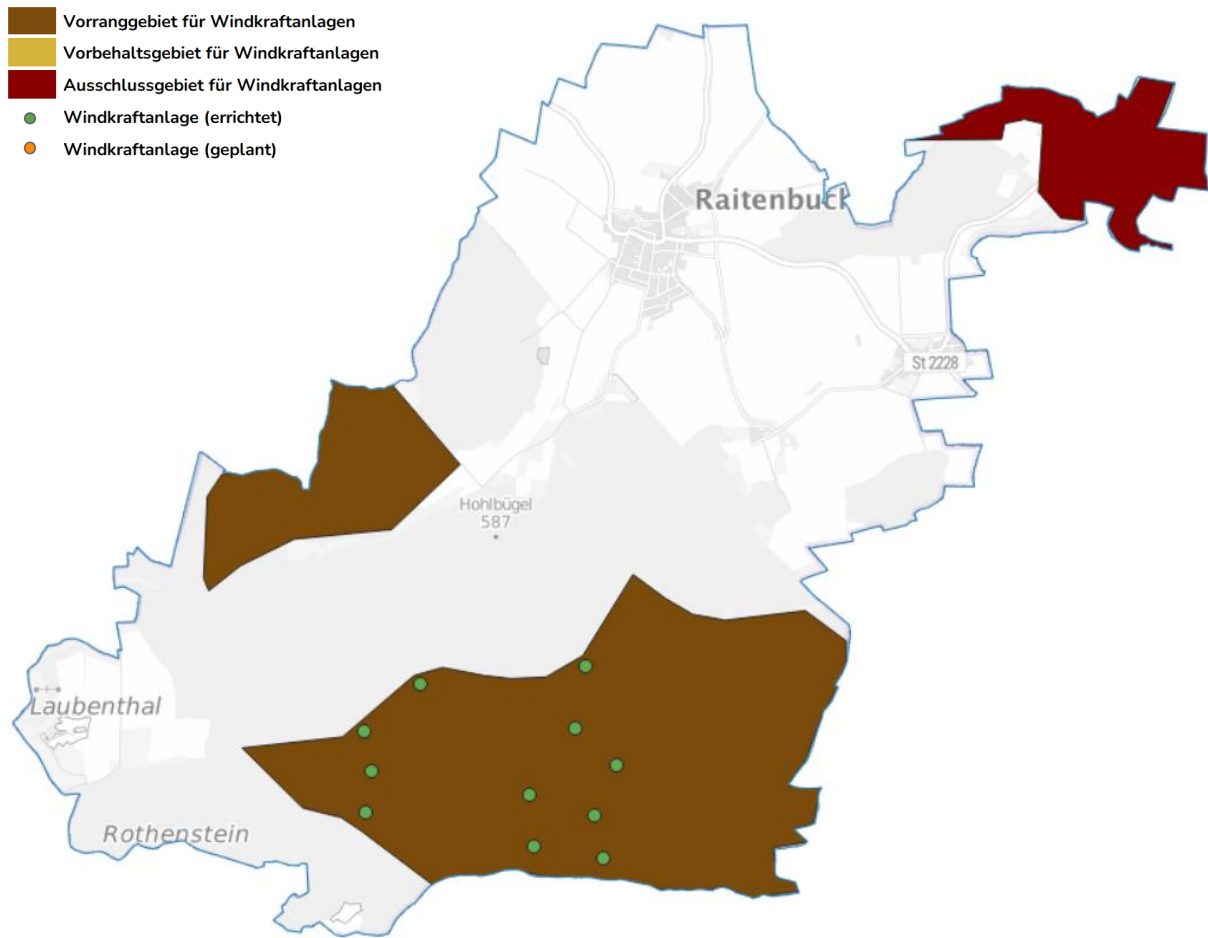 Vorranggebiet für Windkraftanlagen
Vorbehaltsgebiet für Windkraftanlagen
Ausschlussgebiet für Windkraftanlagen
Windkraftanlage (errichtet)
Windkraftanlage (geplant)
Raitenbuch
St 2228
Hohlbügel
587
Laubenthal
Rothenstein